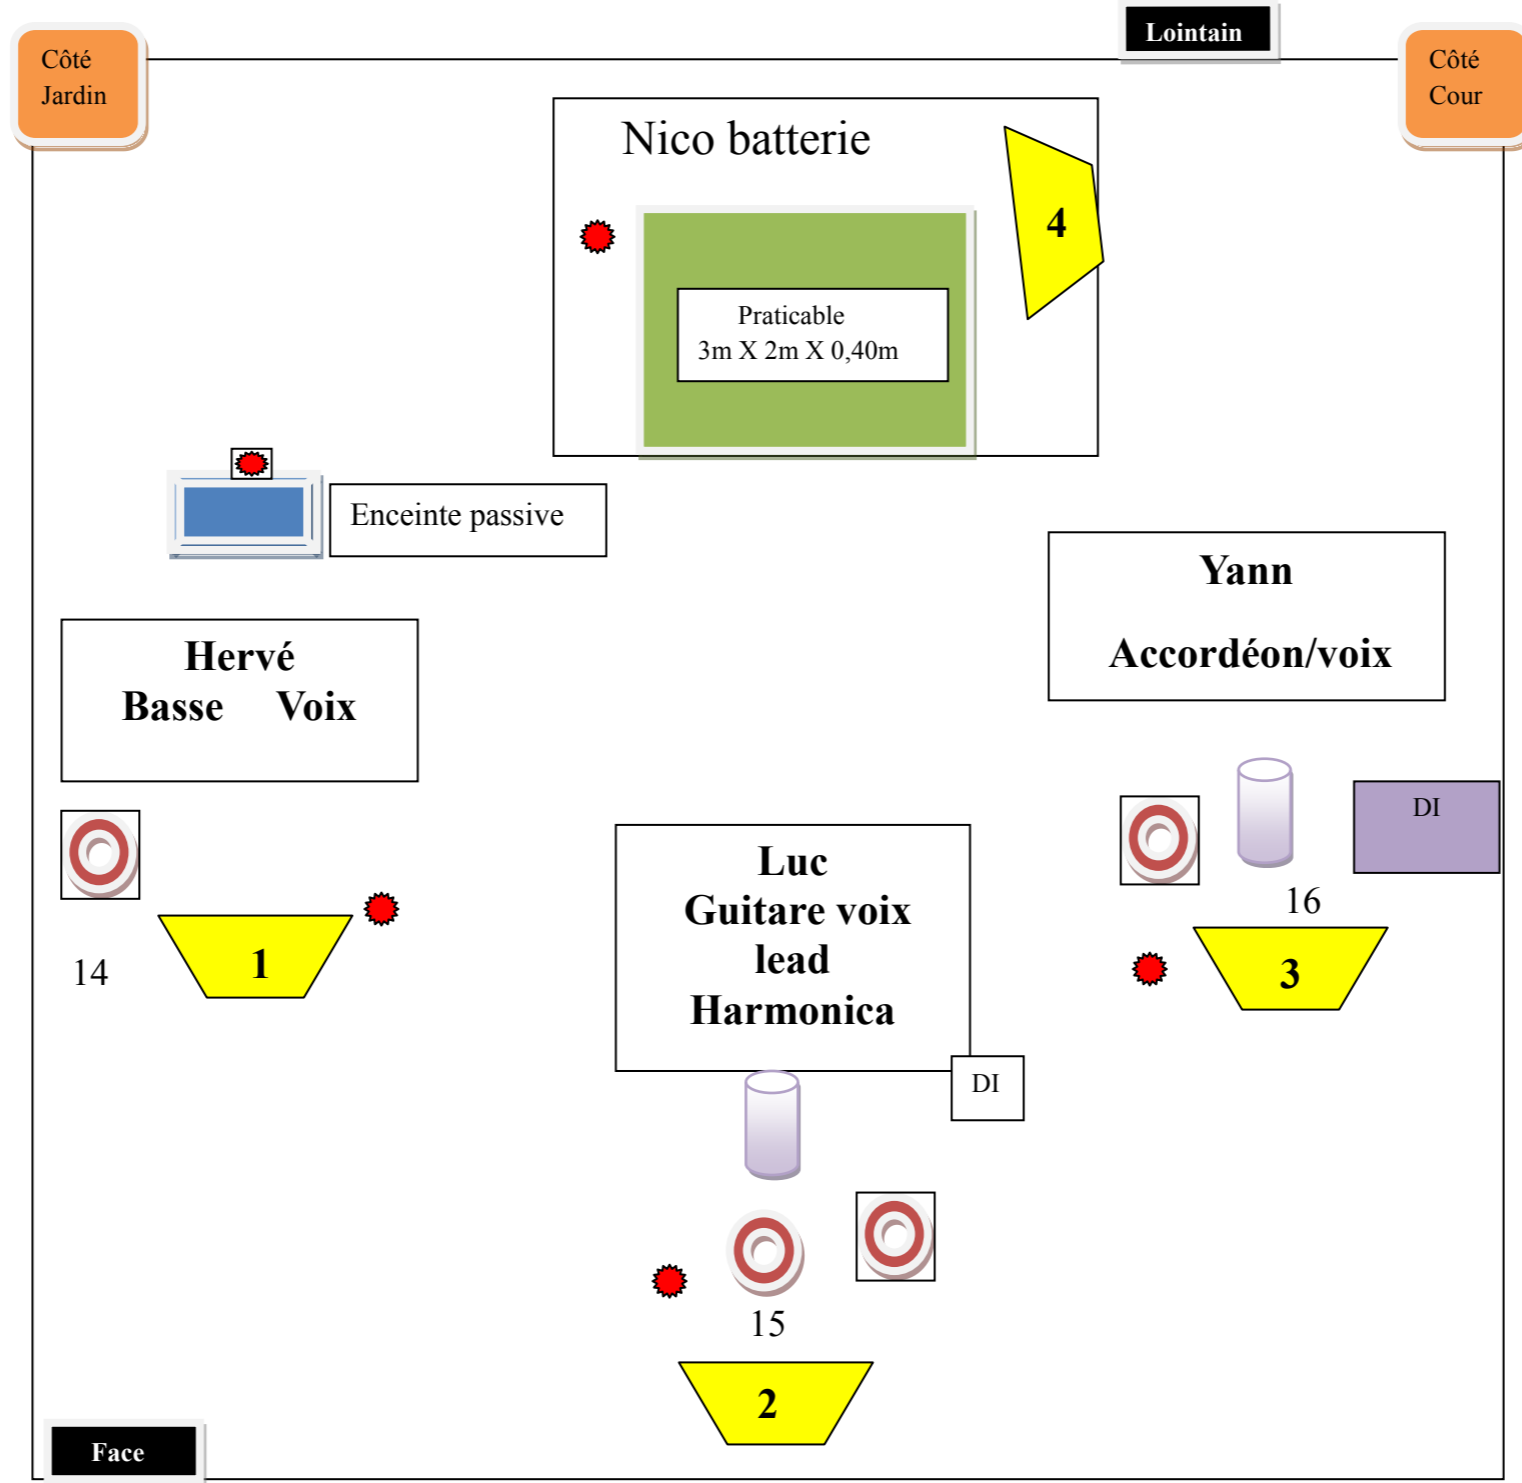 Lointain
Côté
Jardin
Côté
Cour
Nico batterie
4
Praticable
3m X 2m X 0,40m
Enceinte passive
Yann
Accordéon/voix
Hervé
Basse Voix
DI
Luc
Guitare voix
lead
Harmonica
16
14
1
3
DI
15
2
Face